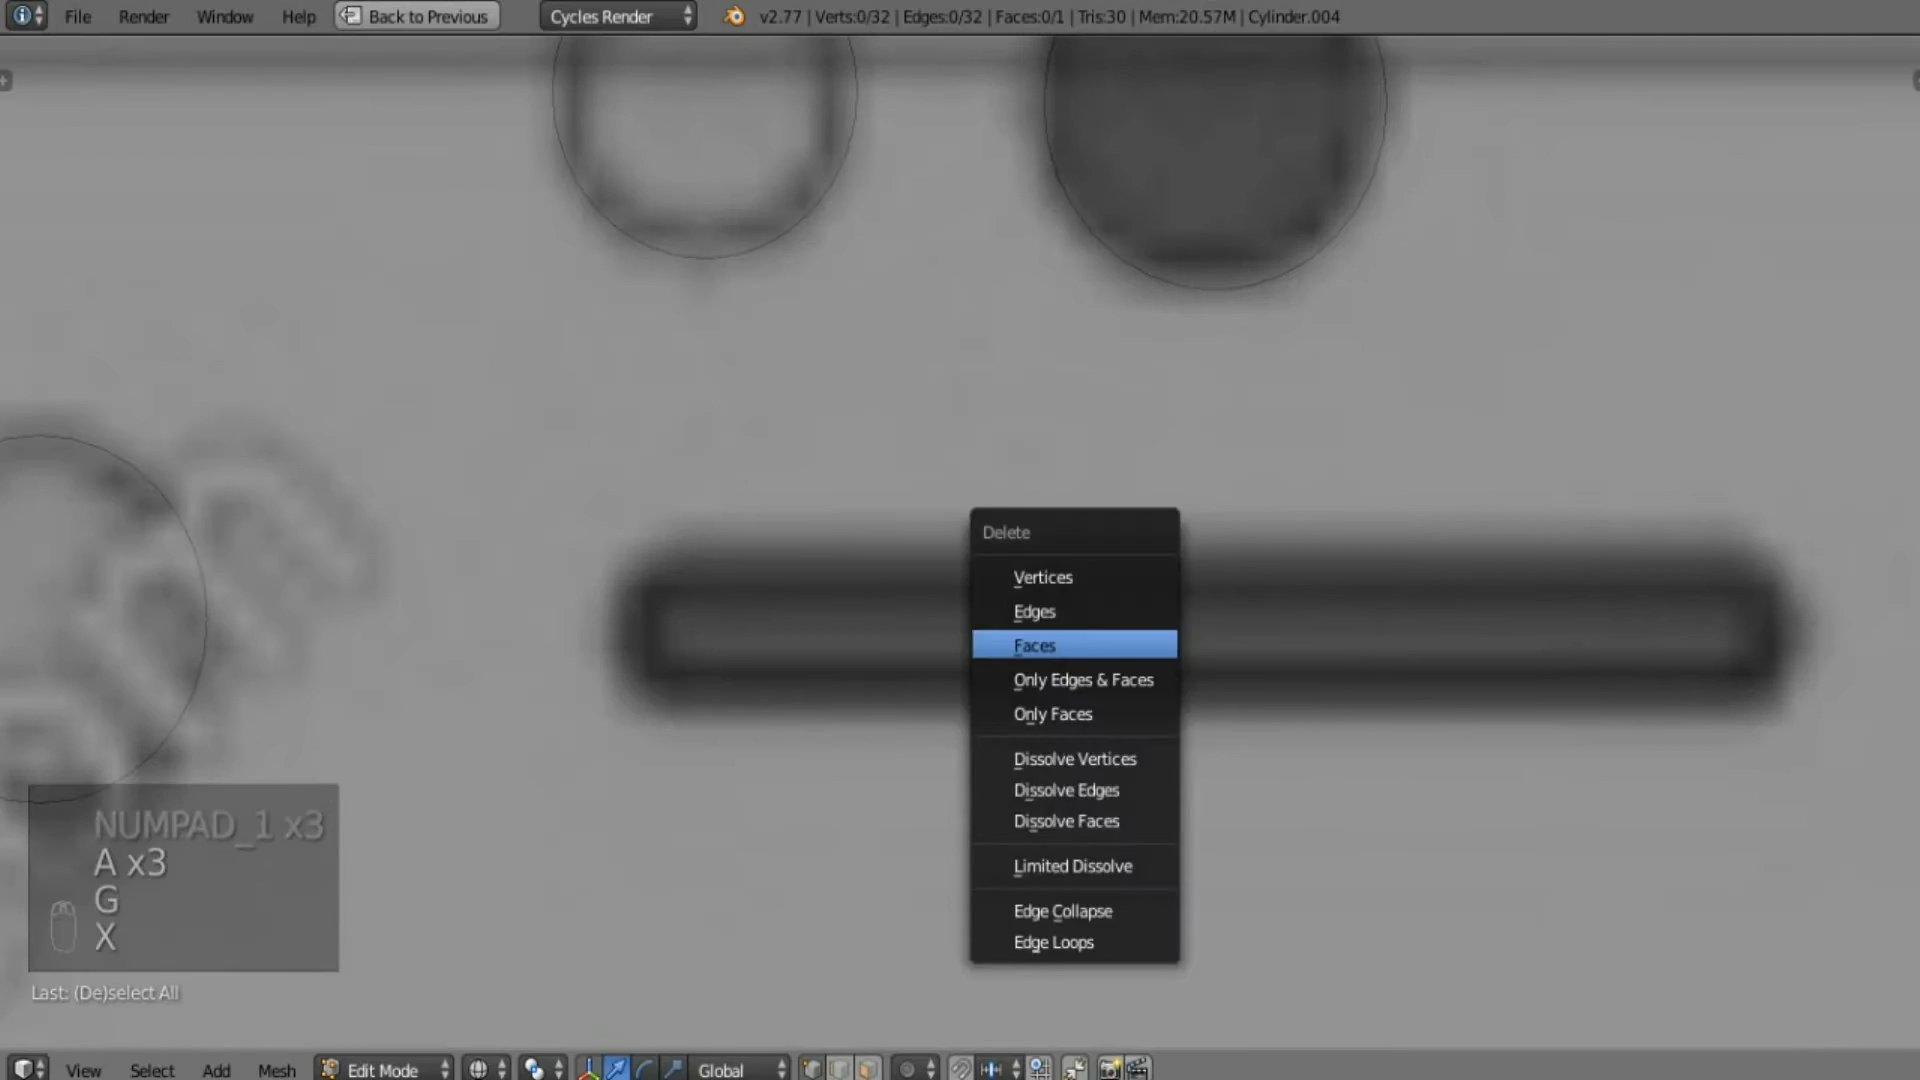 File Render Window Help Back to Previous Cycles Render v2.77 | Verts:0/32 | Edges:0/32 | Faces:0/1 | Tris:30 | Mem:20.57M | Cylinder.004
Delete
Vertices
Edges
Faces
Only Edges & Faces
Only Faces
Dissolve Vertices
Dissolve Edges
Dissolve Faces
Limited Dissolve
Edge Collapse
Edge Loops
NUMPAD_1 x3
A x3
G
X
Last: (De)select All
View Select Add Mesh Edit Mode Global